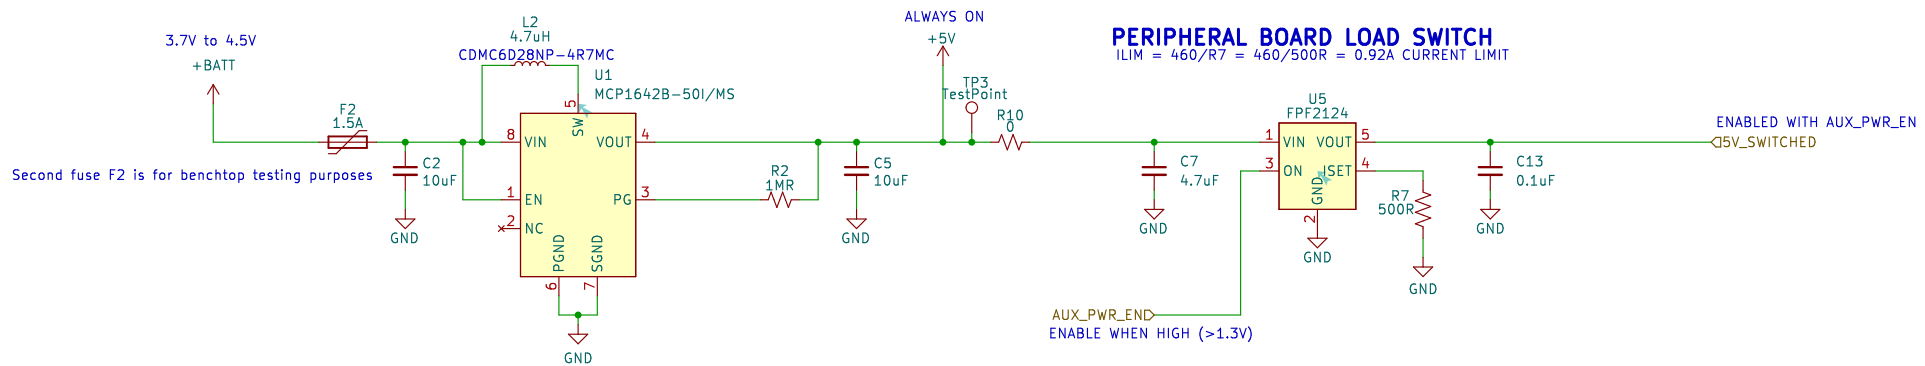 3.7V to 4.5V
+BATT
F2
1.5A
Second fuse F2 is for benchtop testing purposes
C2
10uF
GND
L2
4.7uH
CDMC6D28NP-4R7MC
U1
MCP1642B-50I/MS
5
SW
8
VIN
VOUT
4
1
EN
PG
3
2
NC
PGND
SGND
6
7
GND
R2
1MR
C5
10uF
GND
ALWAYS ON
+5V
TP3
TestPoint
R10
0
PERIPHERAL BOARD LOAD SWITCH
ILIM = 460/R7 = 460/500R = 0.92A CURRENT LIMIT
C7
4.7uF
GND
U5
FPF2124
1
VIN
VOUT
5
3
ON
ISET
4
GND
2
GND
R7
500R
GND
C13
0.1uF
GND
ENABLED WITH AUX_PWR_EN
5V_SWITCHED
AUX_PWR_EN
ENABLE WHEN HIGH (>1.3V)